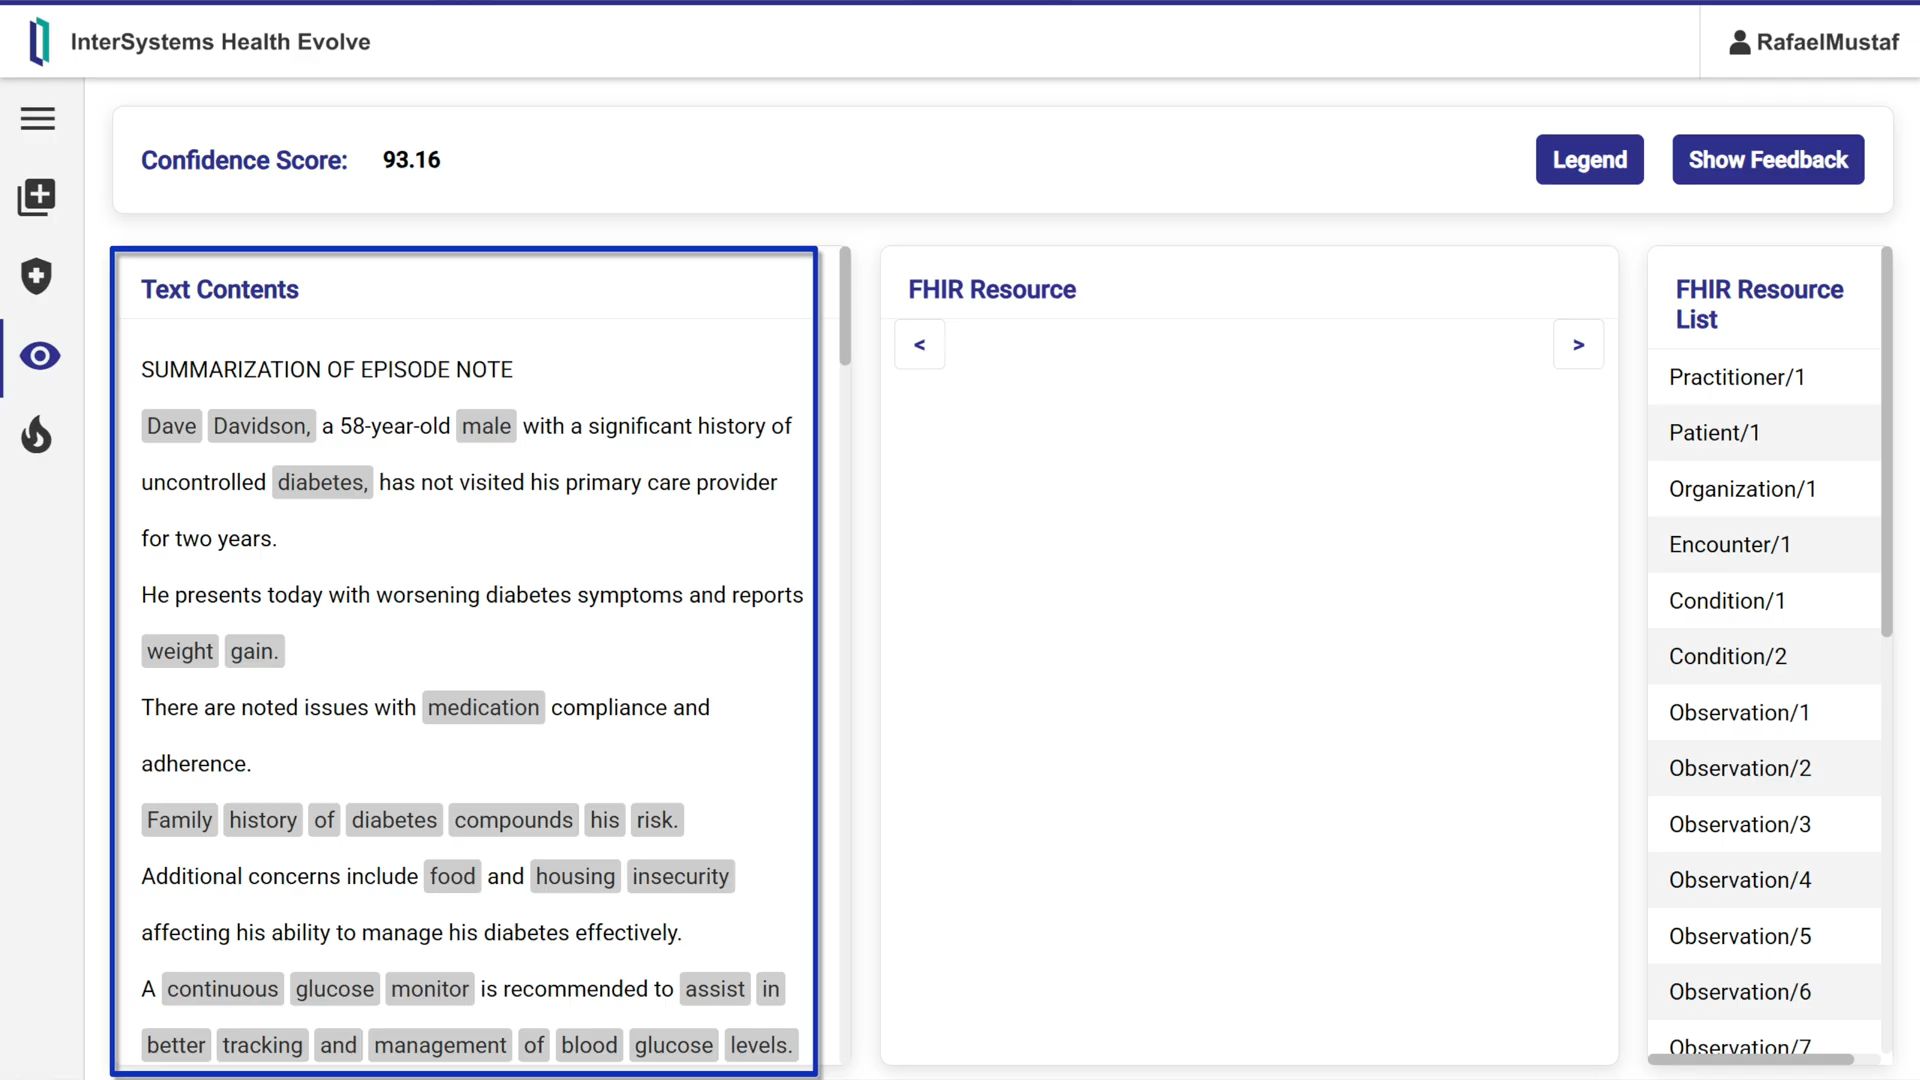 InterSystems Health Evolve
RafaelMustaf
Confidence Score: 93.16
Legend
Show Feedback
Text Contents
SUMMARIZATION OF EPISODE NOTE
Dave Davidson, a 58-year-old male with a significant history of
uncontrolled diabetes, has not visited his primary care provider
for two years.
He presents today with worsening diabetes symptoms and reports
weight gain.
There are noted issues with medication compliance and
adherence.
Family history of diabetes compounds his risk.
Additional concerns include food and housing insecurity
affecting his ability to manage his diabetes effectively.
A continuous glucose monitor is recommended to assist in
better tracking and management of blood glucose levels.
FHIR Resource
<
>
FHIR Resource
List
Practitioner/1
Patient/1
Organization/1
Encounter/1
Condition/1
Condition/2
Observation/1
Observation/2
Observation/3
Observation/4
Observation/5
Observation/6
Observation/7